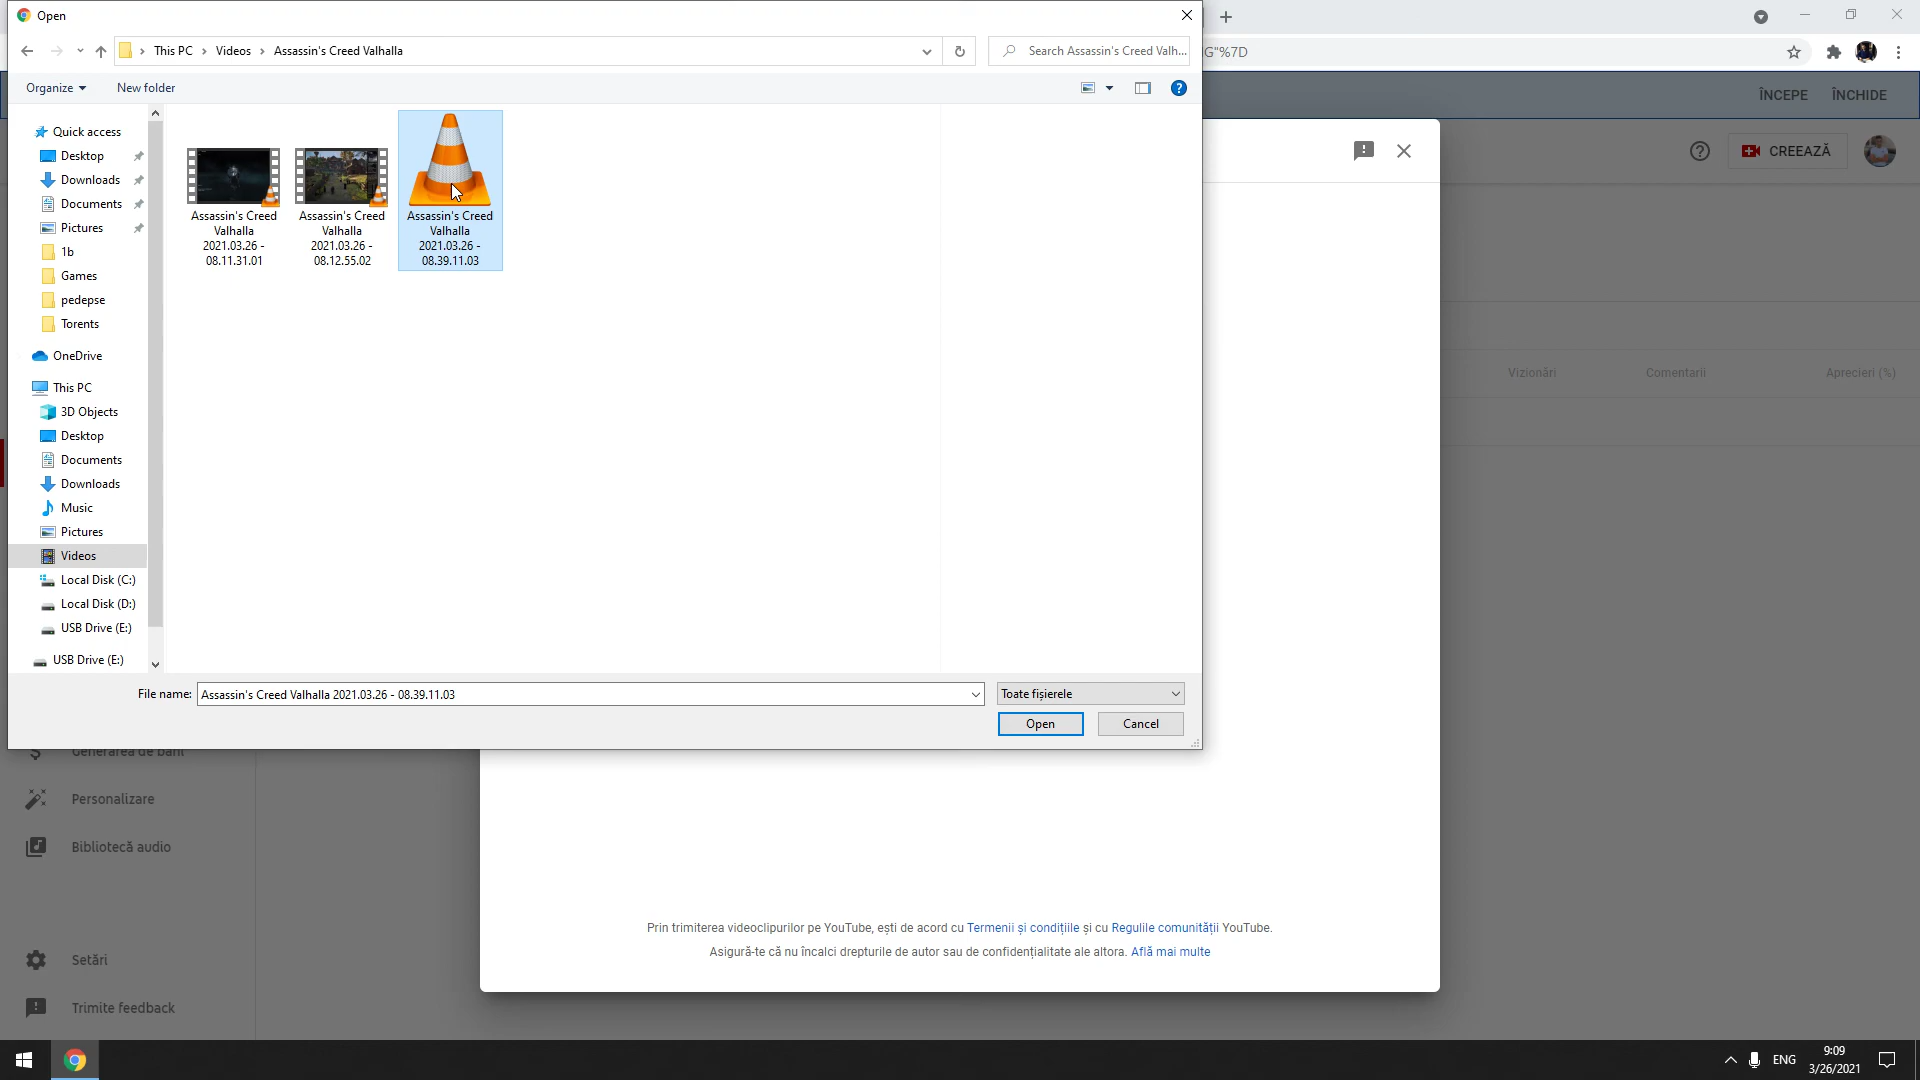 Open
This PC
Videos
Assassin's Creed Valhalla
Search Assassin's Creed Valh...
G"%7D
Organize
New folder
ÎNCEPE
ÎNCHIDE
CREEAZĂ
Quick access
Desktop
Downloads
Documents
Pictures
1b
Games
pedepse
Torents
OneDrive
This PC
3D Objects
Desktop
Documents
Downloads
Music
Pictures
Videos
Local Disk (C:)
Local Disk (D:)
USB Drive (E:)
USB Drive (E:)
Assassin's Creed
Valhalla
2021.03.26 -
08.11.31.01
Assassin's Creed
Valhalla
2021.03.26 -
08.12.55.02
Assassin's Creed
Valhalla
2021.03.26 -
08.39.11.03
Vizionări
Comentarii
Aprecieri (%)
File name:
Assassin's Creed Valhalla 2021.03.26 - 08.39.11.03
Toate fișierele
Open
Cancel
Generarea de bani
Personalizare
Bibliotecă audio
Setări
Trimite feedback
Prin trimiterea videoclipurilor pe YouTube, ești de acord cu Termenii și condițiile și cu Regulile comunității YouTube.
Asigură-te că nu încalci drepturile de autor sau de confidențialitate ale altora. Află mai multe
ENG
9:09
3/26/2021